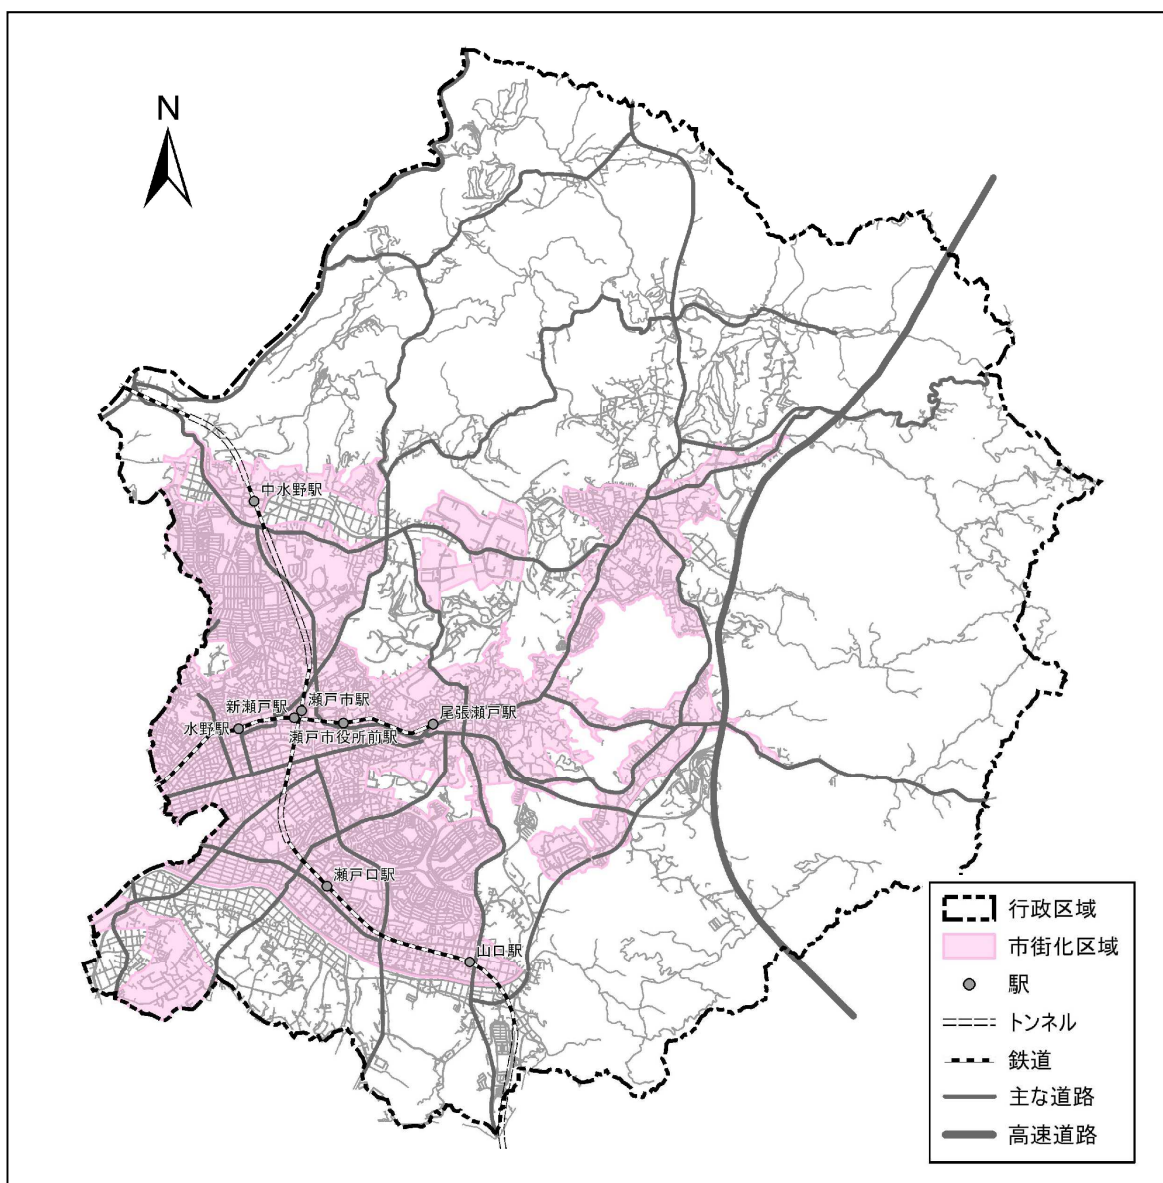 N
中水野駅
瀬戸市駅
新瀬戸駅
尾張瀬戸駅
水野駅
瀬戸市役所前駅
瀬戸口駅
山口駅
行政区域
市街化区域
駅
トンネル
鉄道
主な道路
高速道路